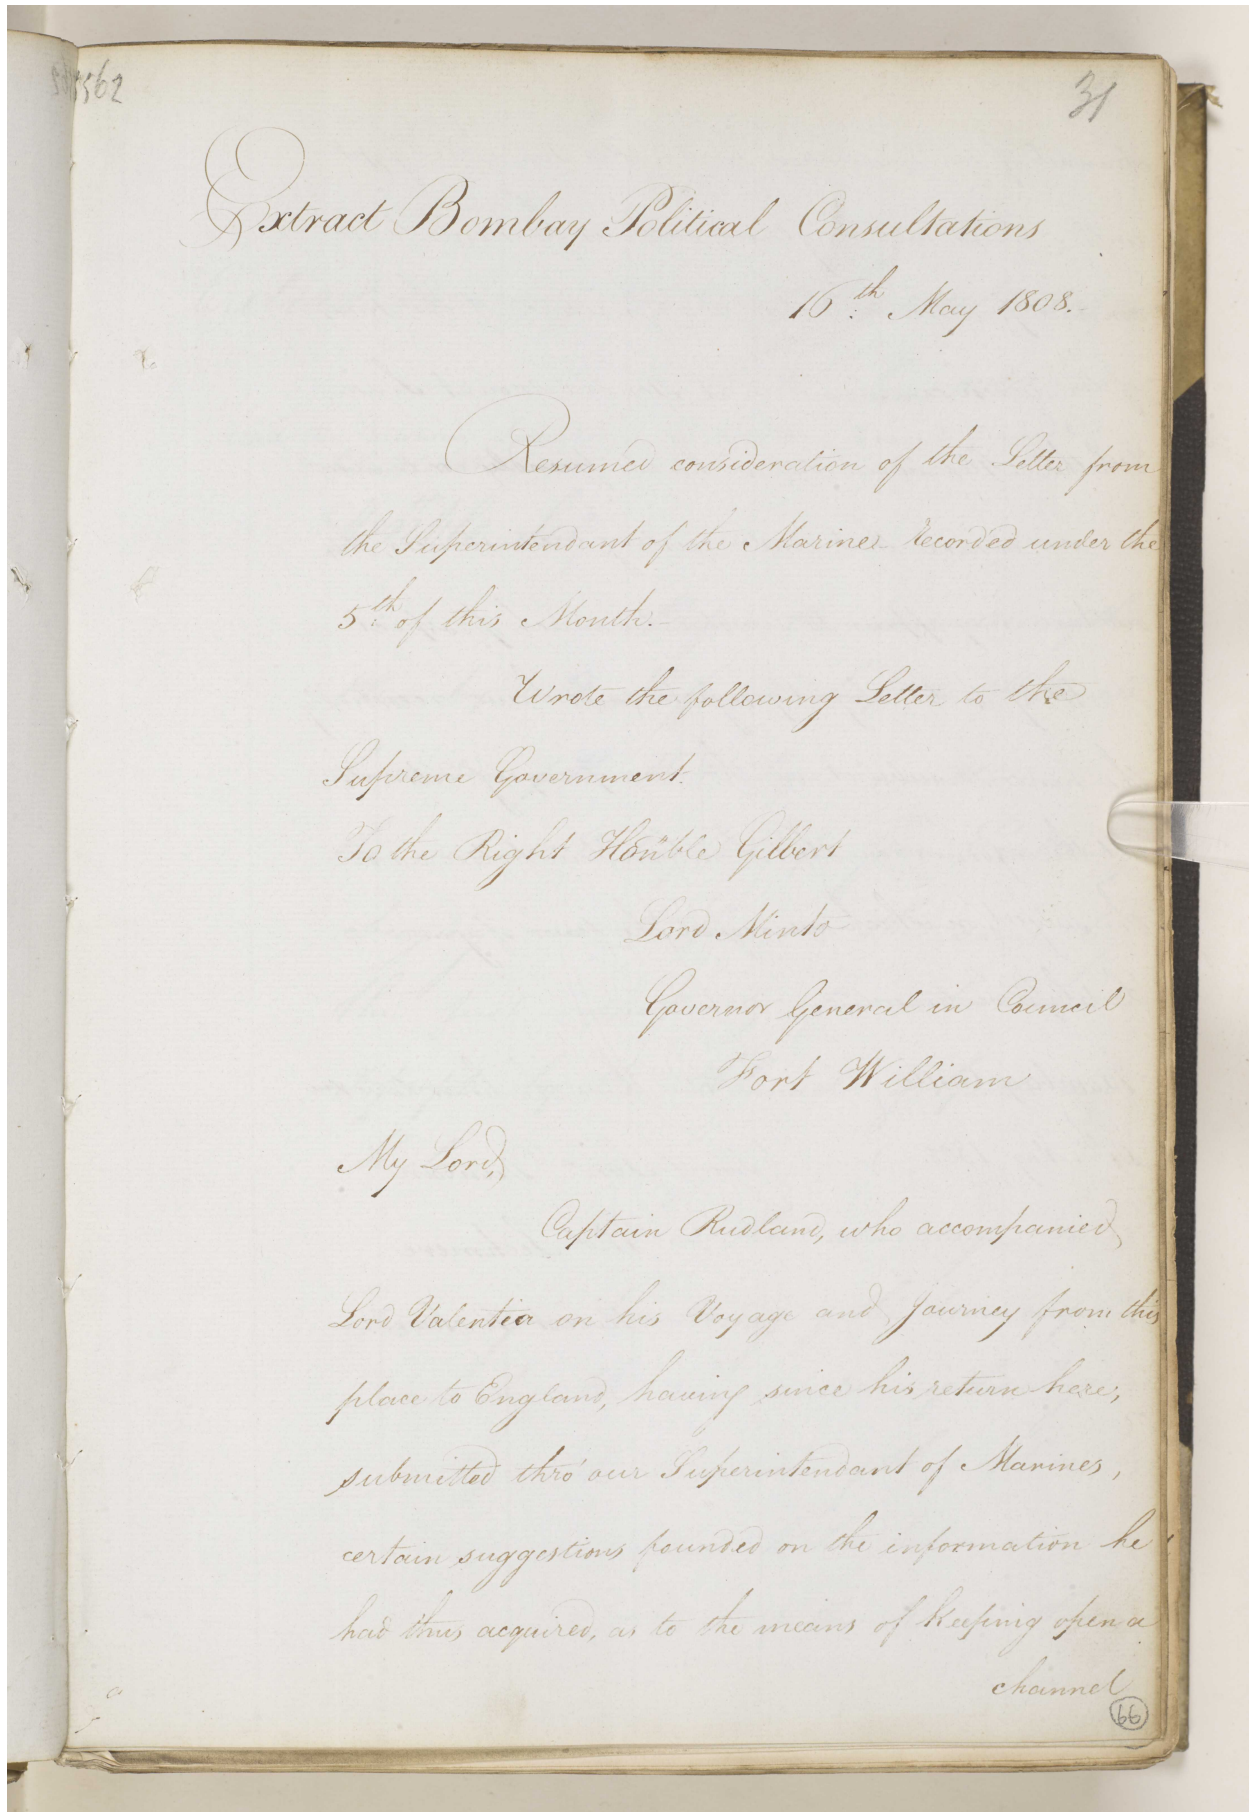 5562
31
Extract Bombay Political Consultations
16th May 1808.
Resumed consideration of the Letter from
the Superintendant of the Marine recorded under the
5th of this Month.
Wrote the following Letter to the
Supreme Government.
To the Right Honble Gilbert
Lord Minto
Governor General in Council
Fort William
My Lord,
Captain Rudland, who accompanied
Lord Valentia on his Voyage and Journey from this
place to England, having since his return here,
submitted thro' our Superintendant of Marines,
certain suggestions founded on the information he
had thus acquired, as to the means of keeping open a
channel
66